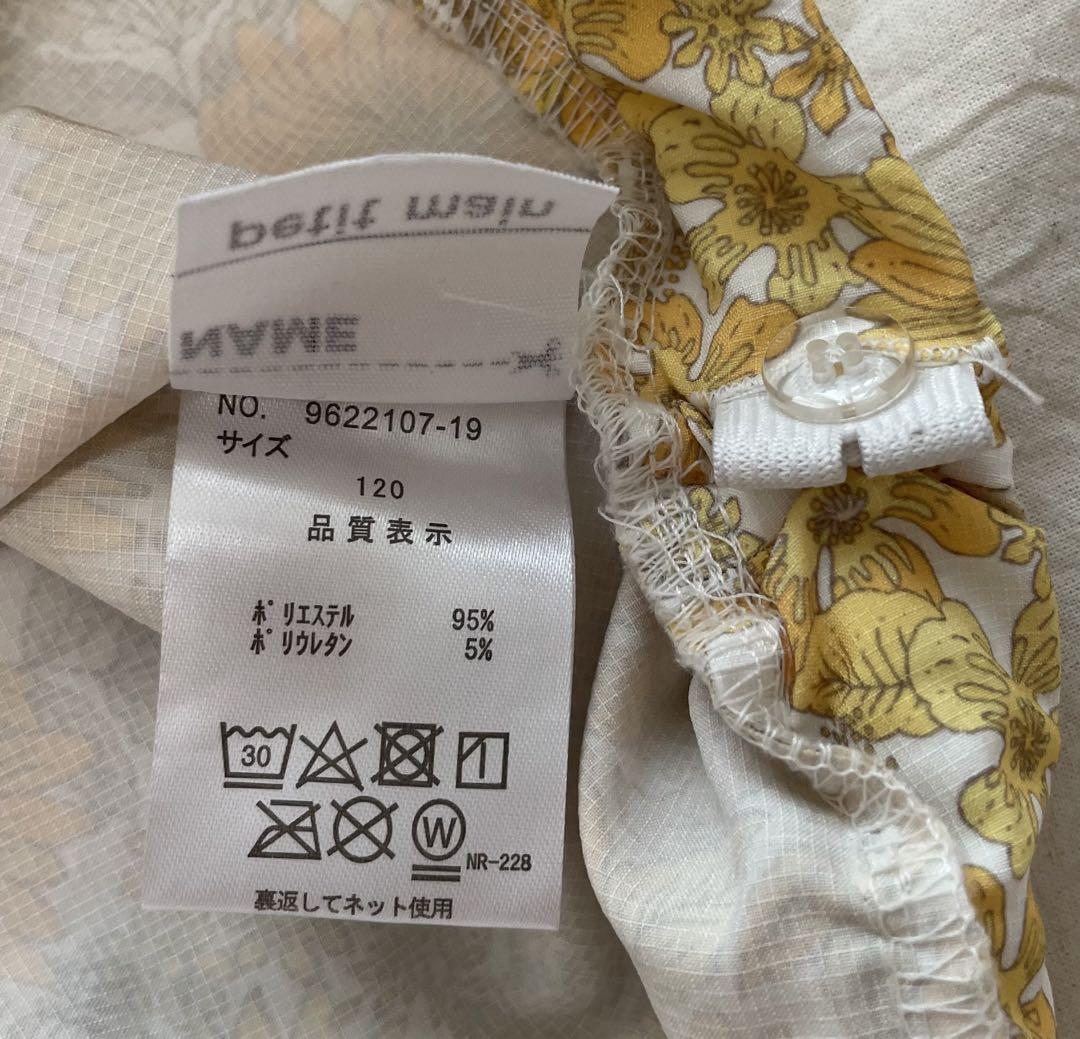 petit main
NAME
NO. 9622107-19
サイズ
120
品質表示
ポリエステル 95%
ポリウレタン 5%
30
W
NR-228
裏返してネット使用